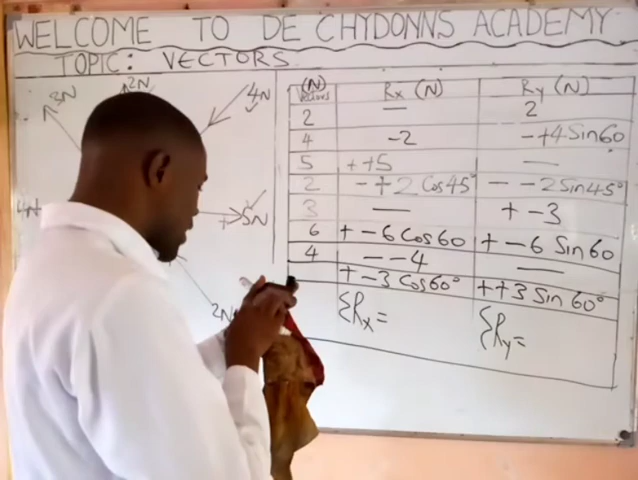 WELCOME TO DE CHYDONNS ACADEMY
TOPIC: VECTORS
3N
2N
4N
4N
+5N
2N
(N) Vectors Rx (N) Ry (N)
2 — 2
4 -2 -+4 Sin60
5 ++5 —
2 -+2 Cos45° --2 Sin45°
3 — +-3
6 +-6 Cos60 +-6 Sin60
4 ---4 —
+-3 Cos60° ++3 Sin 60°
ΣRx= ΣRy=